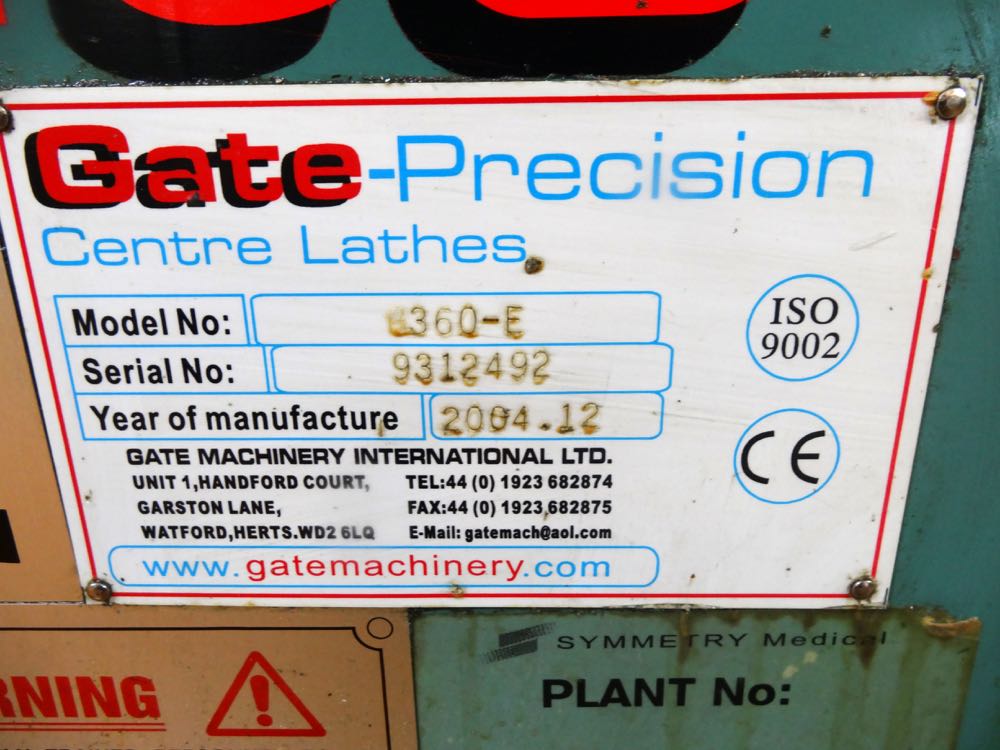 Gate-Precision
Centre Lathes
Model No: L360-E
Serial No: 9312492
Year of manufacture 2004.12
ISO
9002
CE
GATE MACHINERY INTERNATIONAL LTD.
UNIT 1,HANDFORD COURT, TEL:44 (0) 1923 682874
GARSTON LANE, FAX:44 (0) 1923 682875
WATFORD,HERTS.WD2 6LQ E-Mail: gatemach@aol.com
www.gatemachinery.com
SYMMETRY Medical
PLANT No: